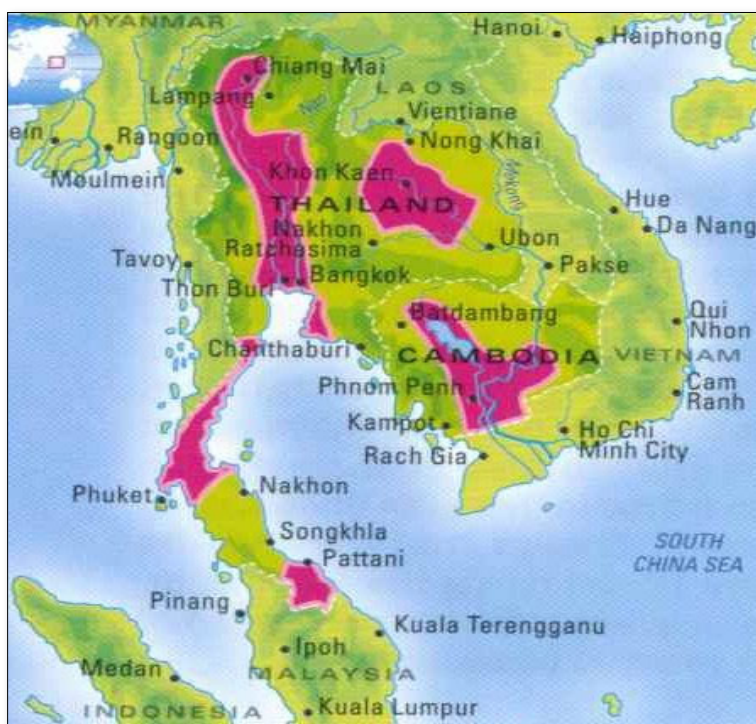 MYANMAR
Hanoi
Haiphong
Chiang Mai
LAOS
Lampang
Nan
Vientiane
ein
Rangoon
Nong Khai
Khon Kaen
Mekong
Moulmein
THAILAND
Hue
Nakhon
Ratchasima
Da Nang
Ubon
Tavoy
Pakse
Thon Buri
Bangkok
Batdambang
Qui
Nhon
Chanthaburi
CAMBODIA
VIETNAM
Phnom Penh
Cam
Ranh
Kampot
Ho Chi
Minh City
Rach Gia
Phuket
Nakhon
Songkhla
SOUTH
CHINA SEA
Pattani
Pinang
Kuala Terengganu
Ipoh
Medan
MALAYSIA
INDONESIA
Kuala Lumpur